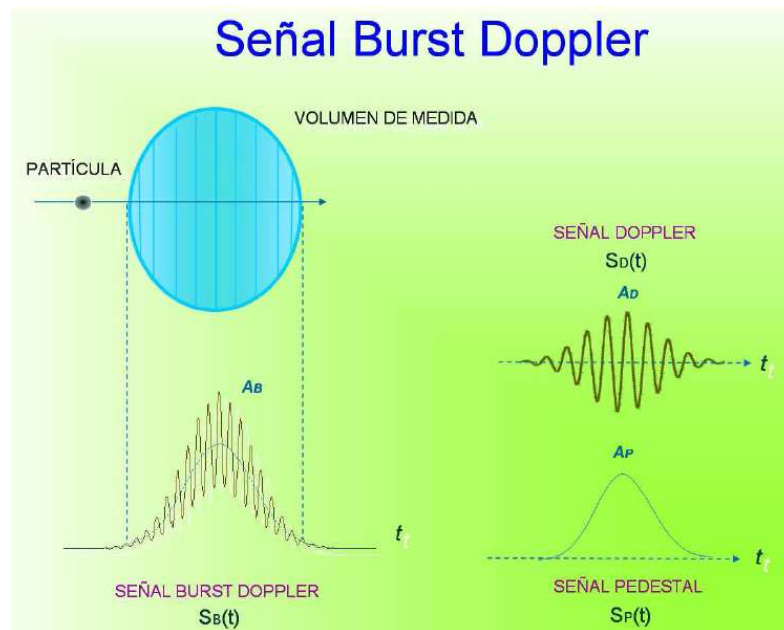 Señal Burst Doppler
VOLUMEN DE MEDIDA
PARTÍCULA
SEÑAL DOPPLER
SD(t)
AD
t t
AB
AP
t t
t t
SEÑAL BURST DOPPLER
SB(t)
SEÑAL PEDESTAL
SP(t)